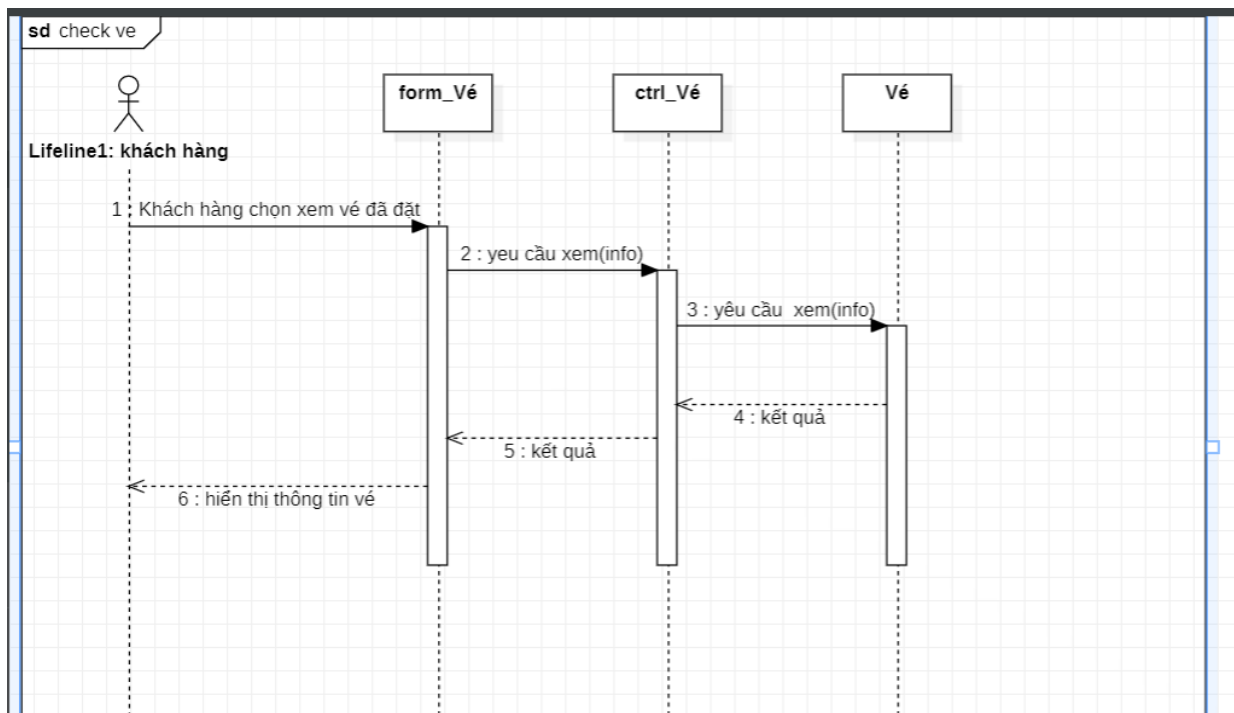 sd check ve
form_Vé
ctrl_Vé
Vé
Lifeline1: khách hàng
1 : Khách hàng chọn xem vé đã đặt
2 : yeu cầu xem(info)
3 : yêu cầu xem(info)
4 : kết quả
5 : kết quả
6 : hiển thị thông tin vé